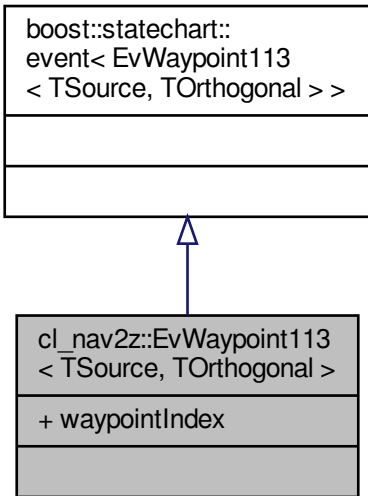 boost::statechart::
event< EvWaypoint113
< TSource, TOrthogonal > >
cl_nav2z::EvWaypoint113
< TSource, TOrthogonal >
+ waypointIndex